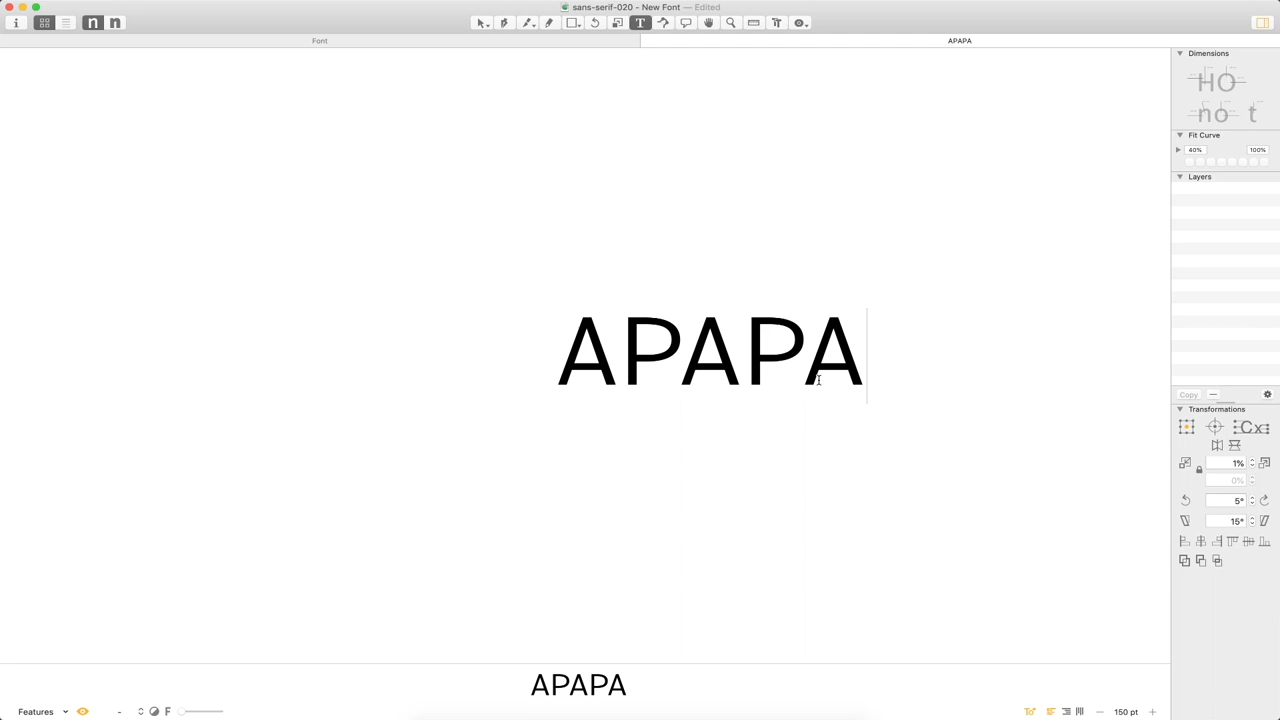 sans-serif-020 - New Font — Edited
i n n T
Font APAPA
Dimensions
HO
no t
Fit Curve
40% 100%
Layers
APAPA
Copy
Transformations
Cx
1%
0%
5°
15°
APAPA
Features - F 150 pt